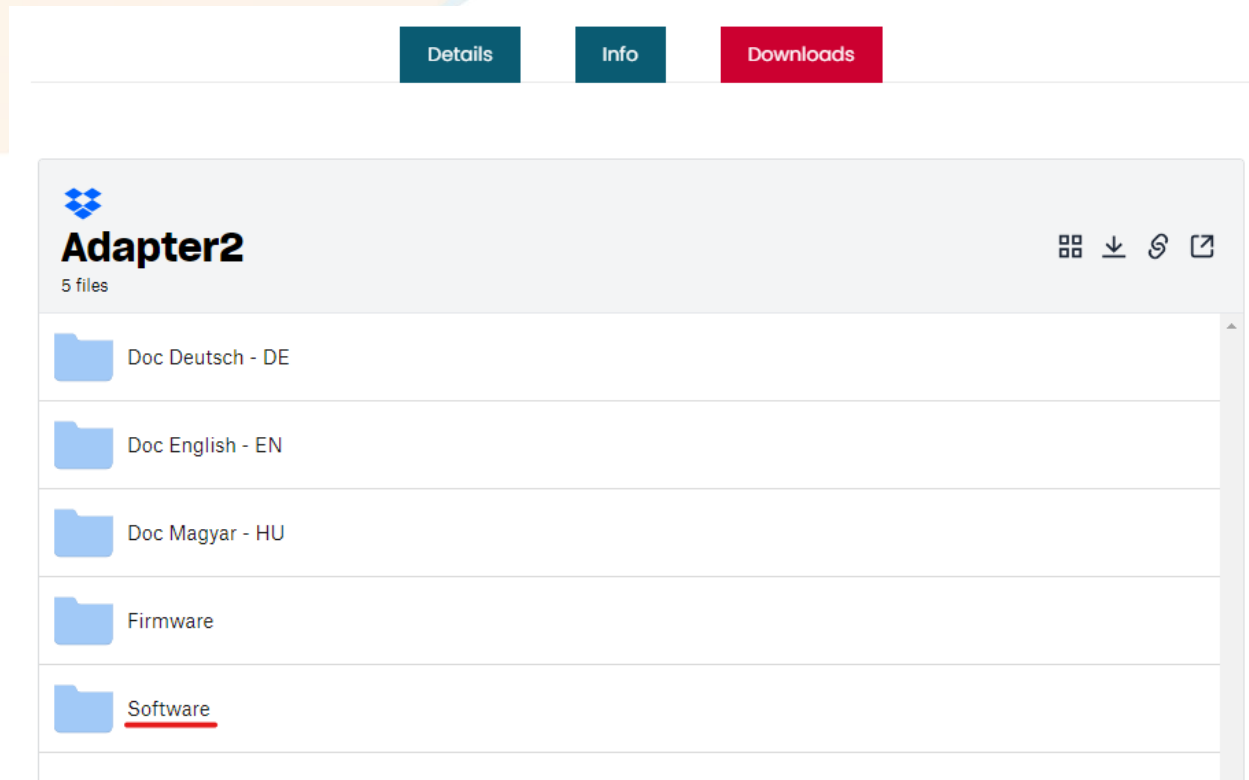 Details
Info
Downloads
Adapter2
5 files
Doc Deutsch - DE
Doc English - EN
Doc Magyar - HU
Firmware
Software